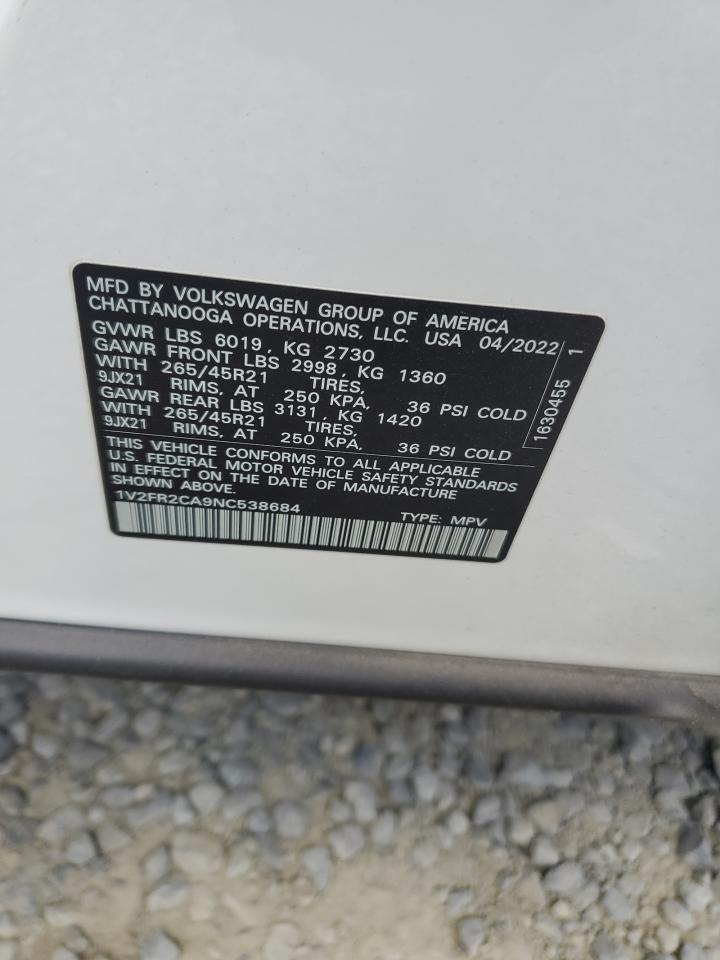 MFD BY VOLKSWAGEN GROUP OF AMERICA
CHATTANOOGA OPERATIONS, LLC. USA 04/2022
GVWR LBS 6019, KG 2730
GAWR FRONT LBS 2998, KG 1360
WITH 265/45R21 TIRES,
9JX21 RIMS, AT 250 KPA, 36 PSI COLD
GAWR REAR LBS 3131, KG 1420
WITH 265/45R21 TIRES,
9JX21 RIMS, AT 250 KPA, 36 PSI COLD
THIS VEHICLE CONFORMS TO ALL APPLICABLE
U.S. FEDERAL MOTOR VEHICLE SAFETY STANDARDS
IN EFFECT ON THE DATE OF MANUFACTURE
SHOWN ABOVE.
1V2FR2CA9NC538684 TYPE: MPV
1630455 1